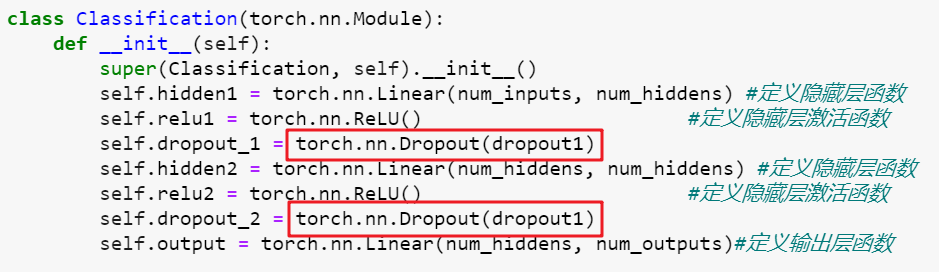 class Classification(torch.nn.Module):
    def __init__(self):
        super(Classification, self).__init__()
        self.hidden1 = torch.nn.Linear(num_inputs, num_hiddens) #定义隐藏层函数
        self.relu1 = torch.nn.ReLU()                       #定义隐藏层激活函数
        self.dropout_1 = torch.nn.Dropout(dropout1)
        self.hidden2 = torch.nn.Linear(num_hiddens, num_hiddens) #定义隐藏层函数
        self.relu2 = torch.nn.ReLU()                       #定义隐藏层激活函数
        self.dropout_2 = torch.nn.Dropout(dropout1)
        self.output = torch.nn.Linear(num_hiddens, num_outputs)#定义输出层函数